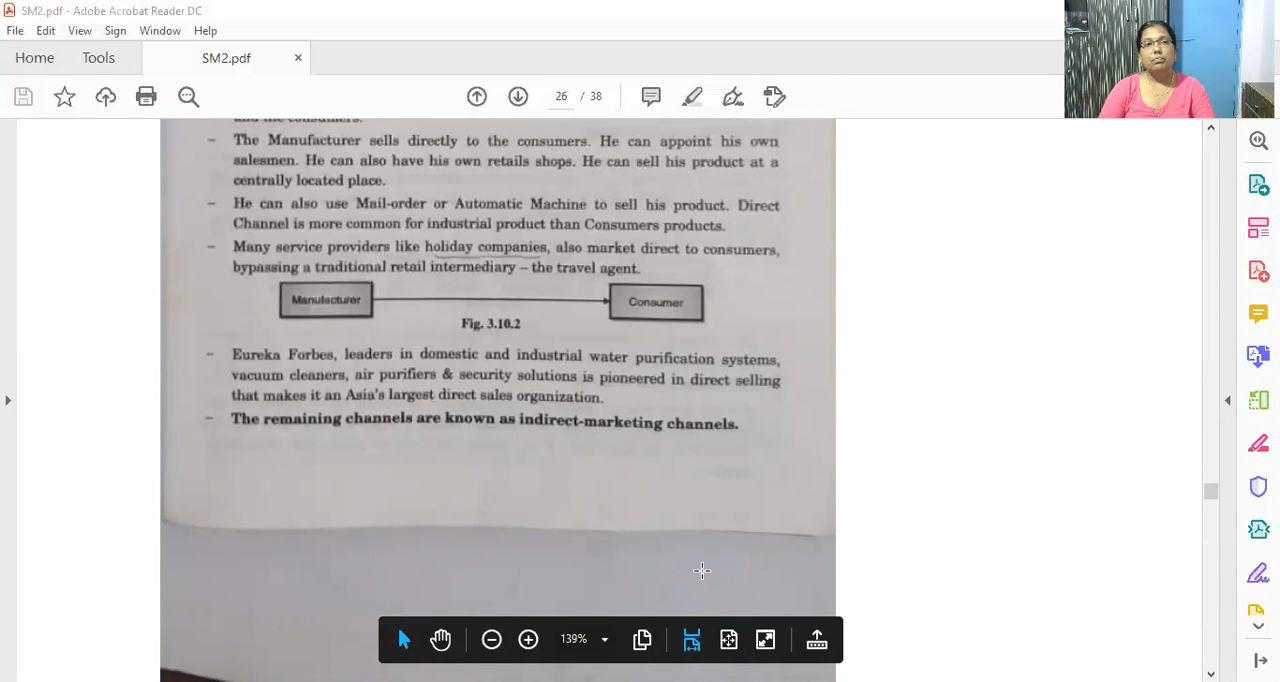 SM2.pdf - Adobe Acrobat Reader DC
File Edit View Sign Window Help
Home Tools SM2.pdf ×
26 / 38
and the consumers.
– The Manufacturer sells directly to the consumers. He can appoint his own
salesmen. He can also have his own retails shops. He can sell his product at a
centrally located place.
– He can also use Mail-order or Automatic Machine to sell his product. Direct
Channel is more common for industrial product than Consumers products.
– Many service providers like holiday companies, also market direct to consumers,
bypassing a traditional retail intermediary – the travel agent.
Manufacturer Consumer
Fig. 3.10.2
– Eureka Forbes, leaders in domestic and industrial water purification systems,
vacuum cleaners, air purifiers & security solutions is pioneered in direct selling
that makes it an Asia's largest direct sales organization.
– The remaining channels are known as indirect-marketing channels.
139%